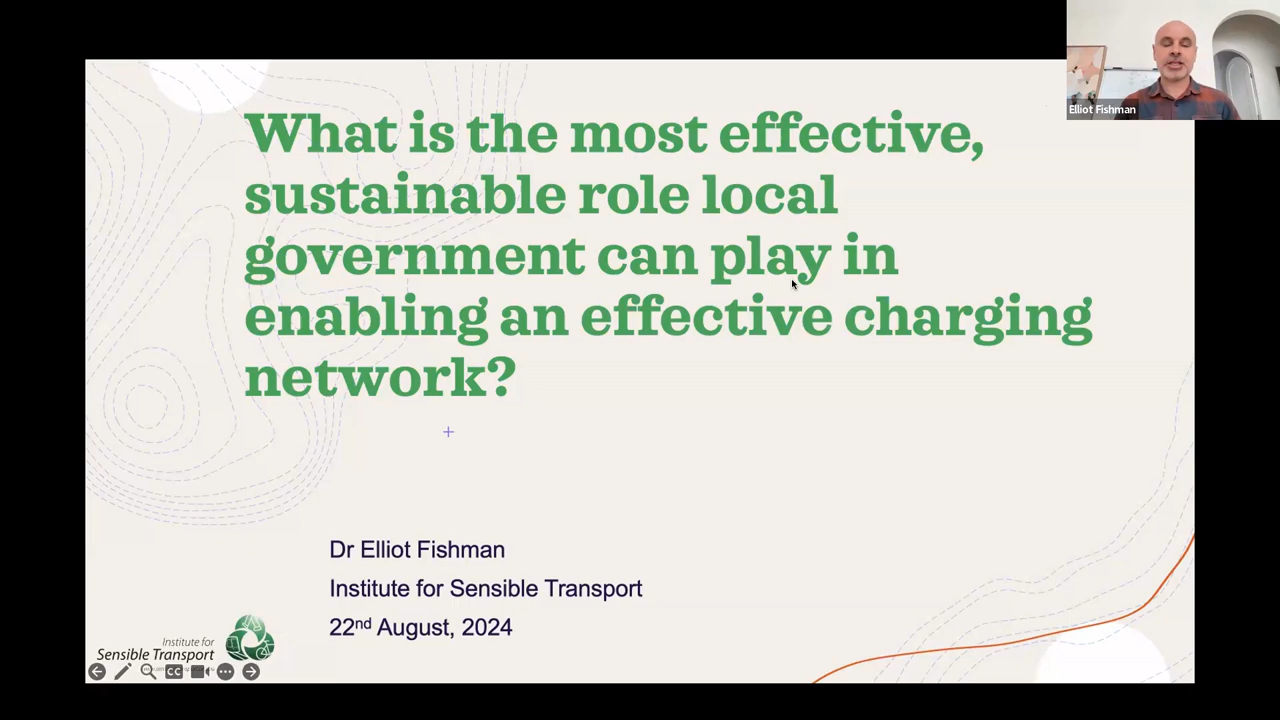 Elliot Fishman
What is the most effective,
sustainable role local
government can play in
enabling an effective charging
network?
Dr Elliot Fishman
Institute for Sensible Transport
22nd August, 2024
Institute for
Sensible Transport
CC